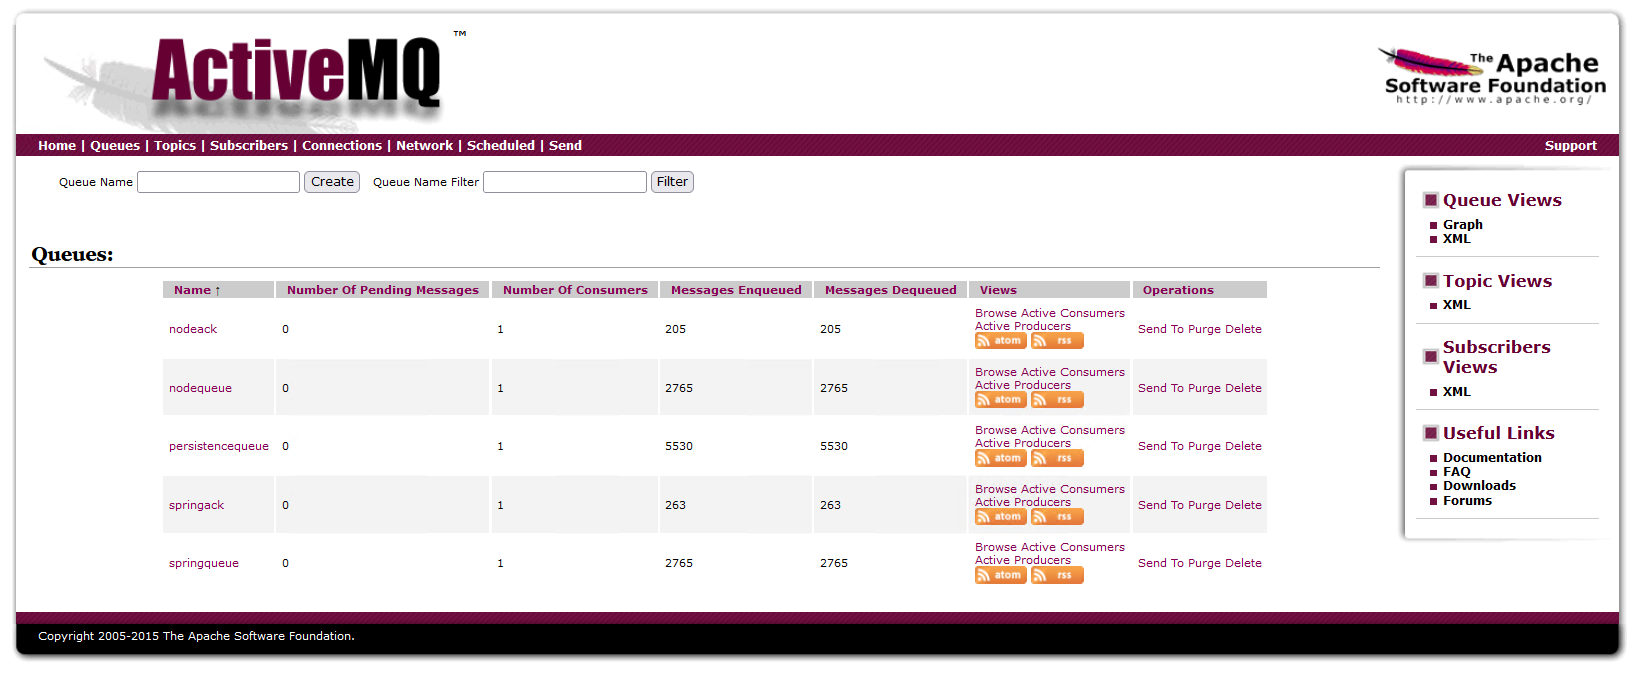 ActiveMQ ™
The Apache
Software Foundation
http://www.apache.org/
Home | Queues | Topics | Subscribers | Connections | Network | Scheduled | Send Support
Queue Name Create Queue Name Filter Filter
Queues:
Name ↑ Number Of Pending Messages Number Of Consumers Messages Enqueued Messages Dequeued Views Operations
nodeack 0 1 205 205 Browse Active Consumers
Active Producers
atom rss Send To Purge Delete
nodequeue 0 1 2765 2765 Browse Active Consumers
Active Producers
atom rss Send To Purge Delete
persistencequeue 0 1 5530 5530 Browse Active Consumers
Active Producers
atom rss Send To Purge Delete
springack 0 1 263 263 Browse Active Consumers
Active Producers
atom rss Send To Purge Delete
springqueue 0 1 2765 2765 Browse Active Consumers
Active Producers
atom rss Send To Purge Delete
Queue Views
Graph
XML
Topic Views
XML
Subscribers
Views
XML
Useful Links
Documentation
FAQ
Downloads
Forums
Copyright 2005-2015 The Apache Software Foundation.